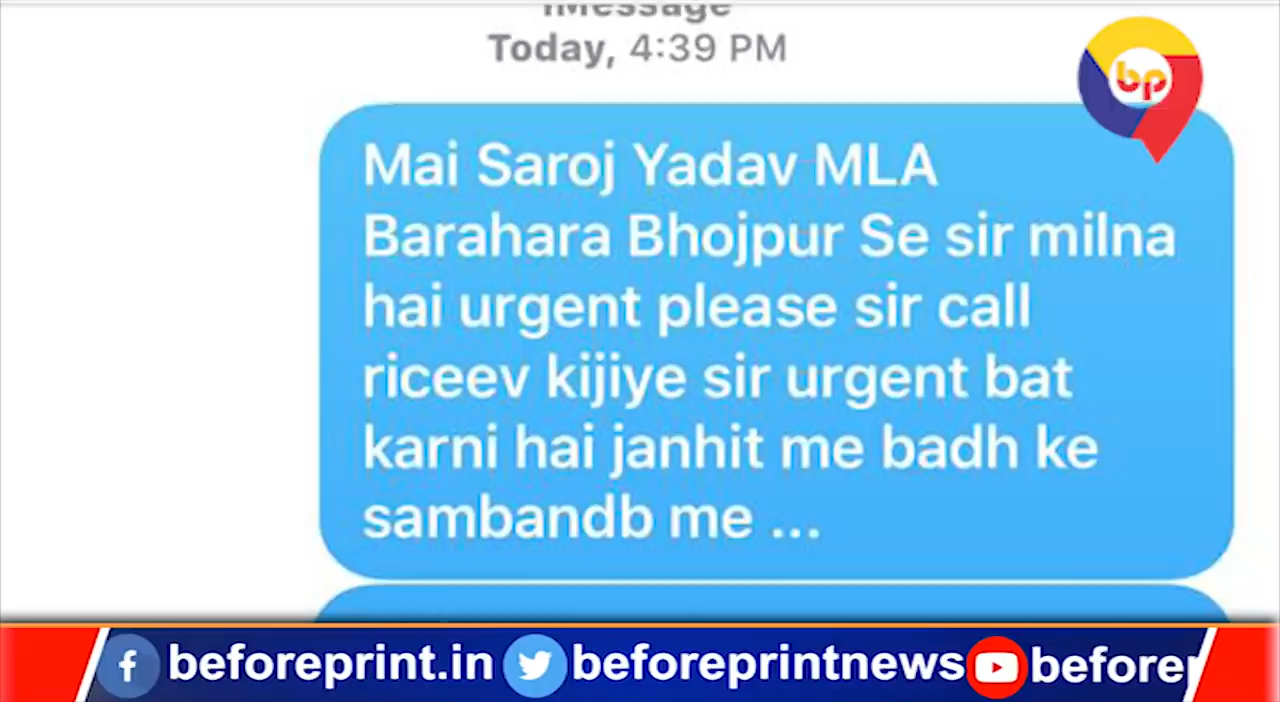 iMessage
Today, 4:39 PM
bp
Mai Saroj Yadav MLA
Barahara Bhojpur Se sir milna
hai urgent please sir call
riceev kijiye sir urgent bat
karni hai janhit me badh ke
sambandb me ...
beforeprint.in beforeprintnews